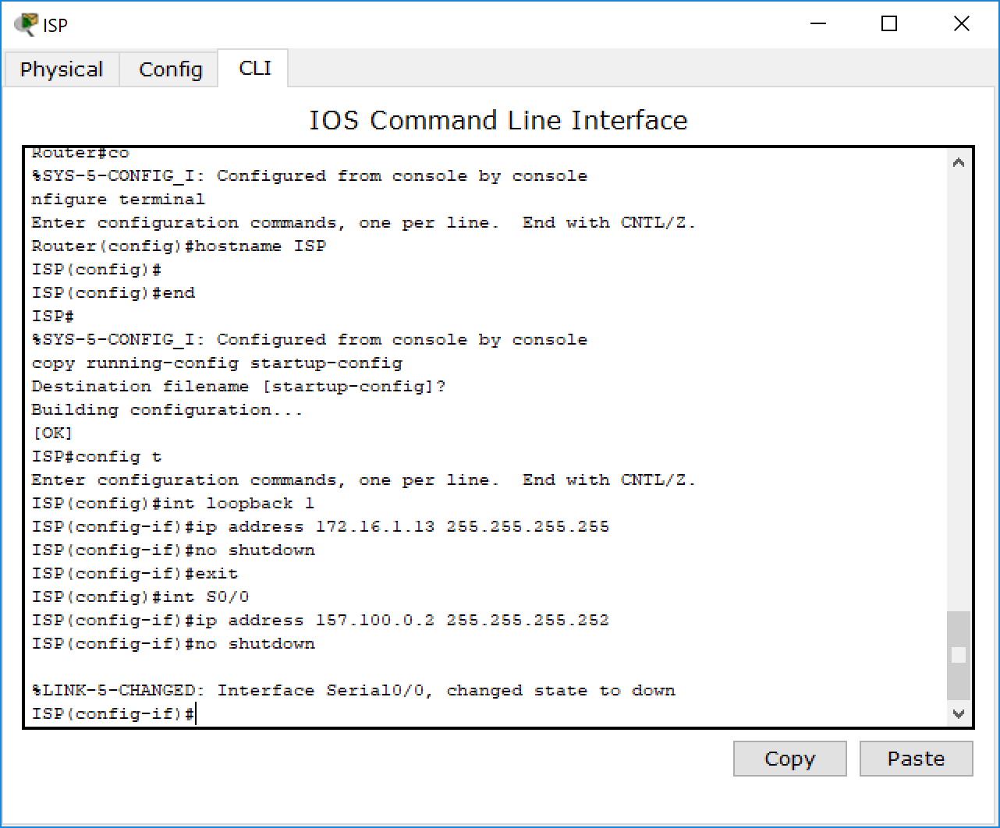 ISP
Physical Config CLI
IOS Command Line Interface
Router#co
%SYS-5-CONFIG_I: Configured from console by console
nfigure terminal
Enter configuration commands, one per line.  End with CNTL/Z.
Router(config)#hostname ISP
ISP(config)#
ISP(config)#end
ISP#
%SYS-5-CONFIG_I: Configured from console by console
copy running-config startup-config
Destination filename [startup-config]?
Building configuration...
[OK]
ISP#config t
Enter configuration commands, one per line.  End with CNTL/Z.
ISP(config)#int loopback 1
ISP(config-if)#ip address 172.16.1.13 255.255.255.255
ISP(config-if)#no shutdown
ISP(config-if)#exit
ISP(config)#int S0/0
ISP(config-if)#ip address 157.100.0.2 255.255.255.252
ISP(config-if)#no shutdown
%LINK-5-CHANGED: Interface Serial0/0, changed state to down
ISP(config-if)#
Copy Paste